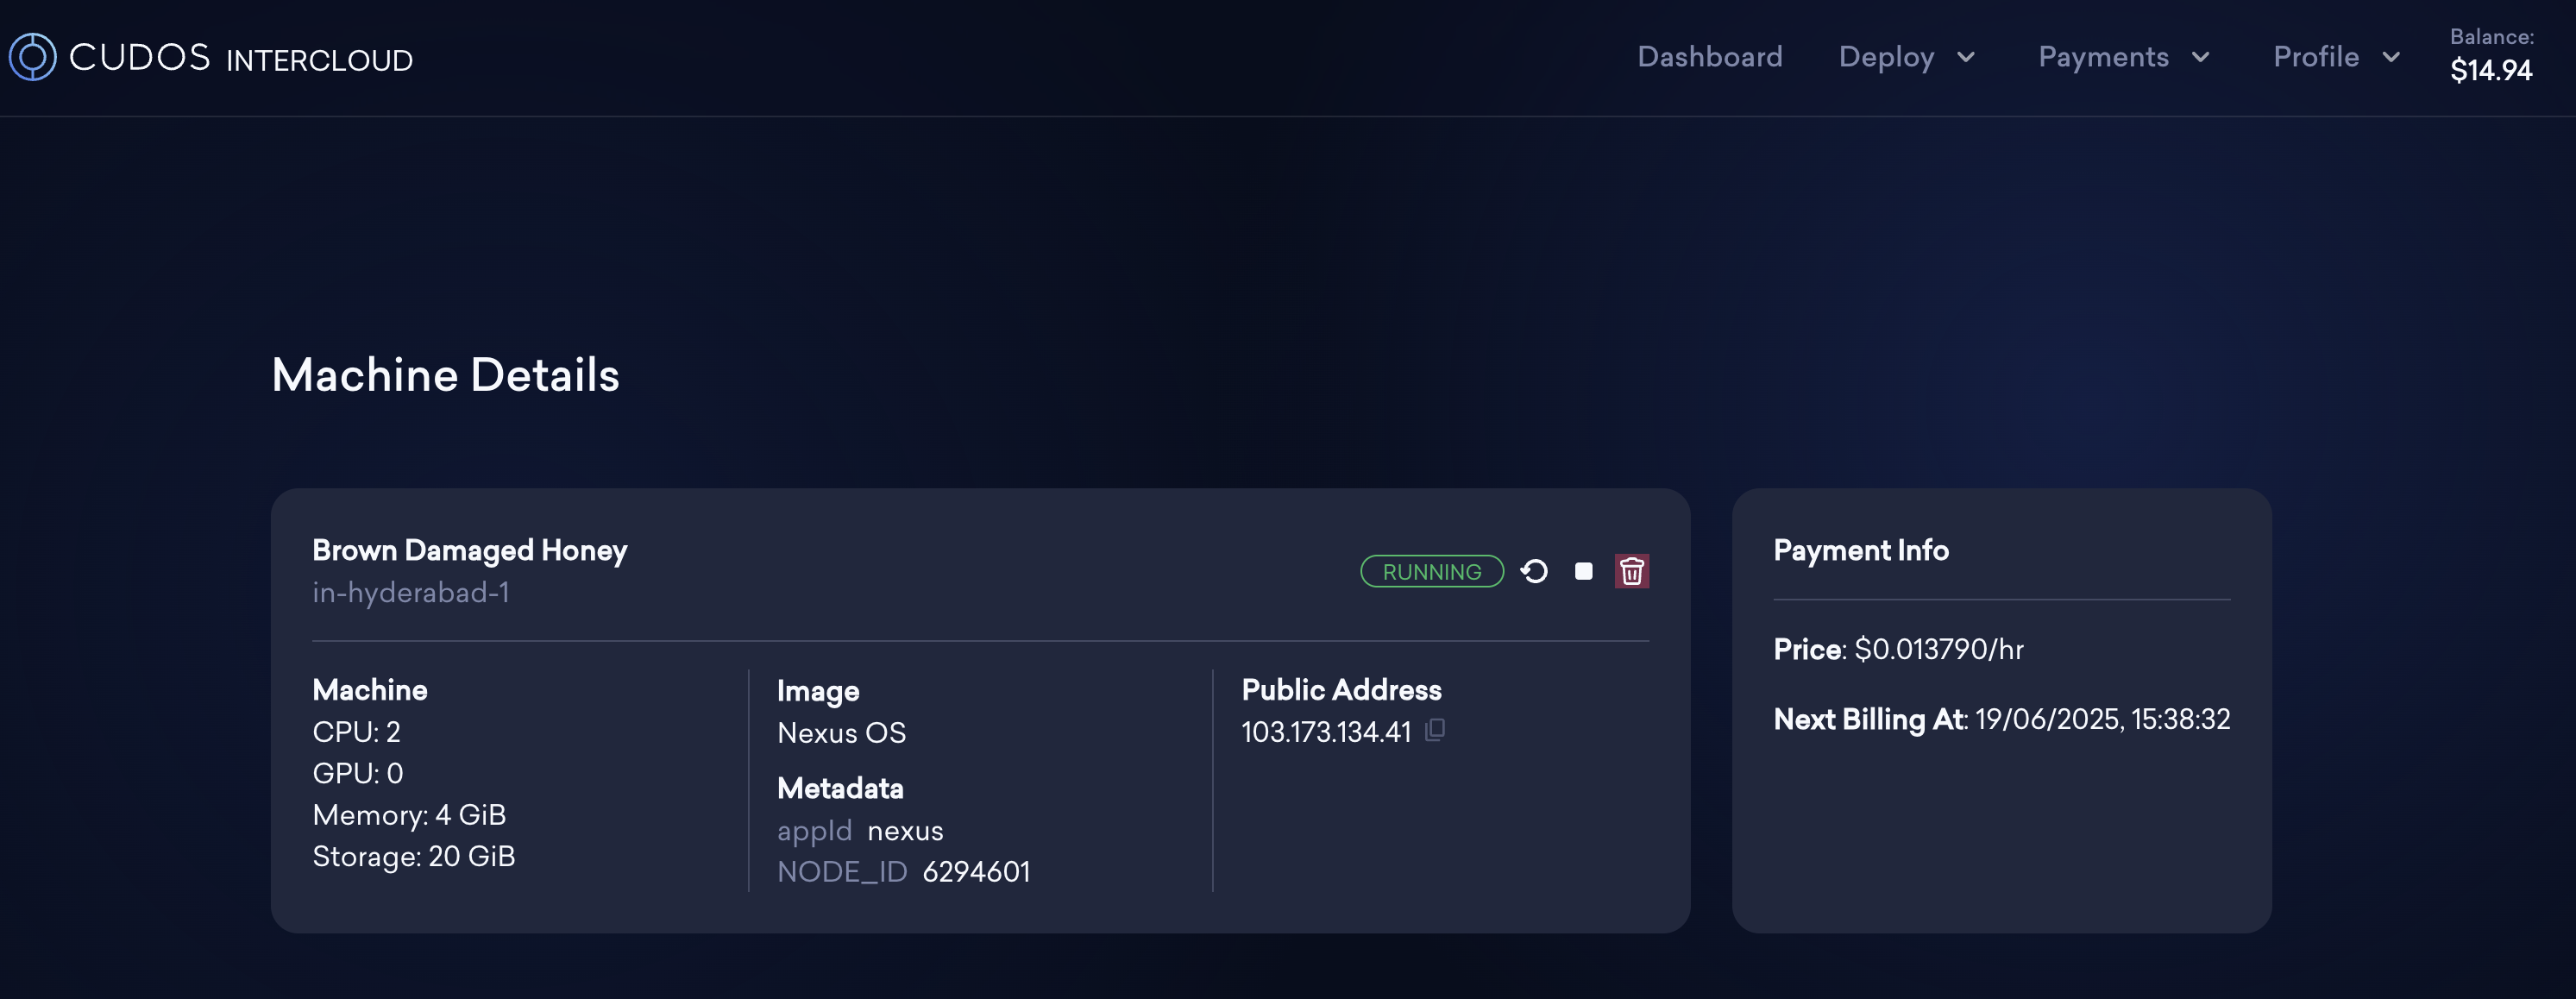 CUDOS INTERCLOUD
Dashboard
Deploy
Payments
Profile
Balance:
$14.94
Machine Details
Brown Damaged Honey
in-hyderabad-1
RUNNING
Machine
CPU: 2
GPU: 0
Memory: 4 GiB
Storage: 20 GiB
Image
Nexus OS
Metadata
appId nexus
NODE_ID 6294601
Public Address
103.173.134.41
Payment Info
Price: $0.013790/hr
Next Billing At: 19/06/2025, 15:38:32